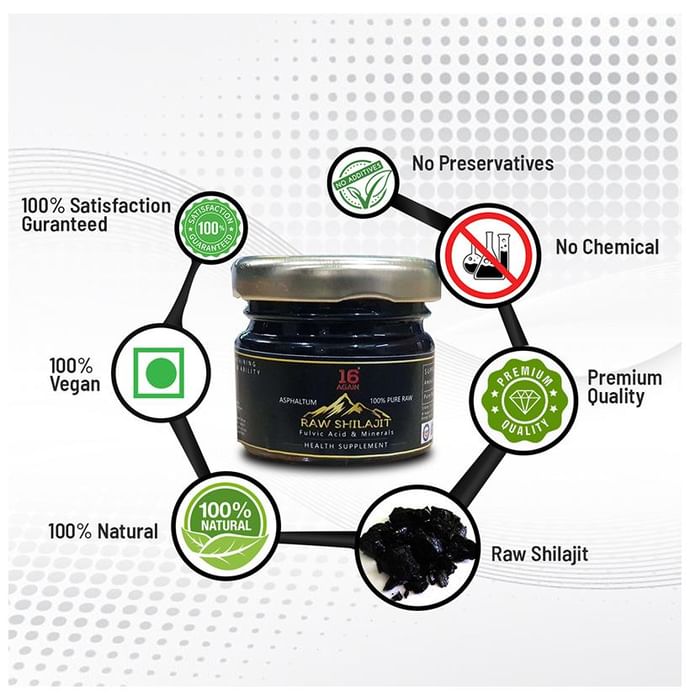 No Preservatives
NO ADDITIVES
100% Satisfaction
Guranteed
SATISFACTION
100%
GUARANTEED
No Chemical
100%
Vegan
16
AGAIN
ASPHALTUM
100% PURE RAW
RAW SHILAJIT
Fulvic Acid & Minerals
HEALTH SUPPLEMENT
PREMIUM
QUALITY
Premium
Quality
100%
NATURAL
100% Natural
Raw Shilajit